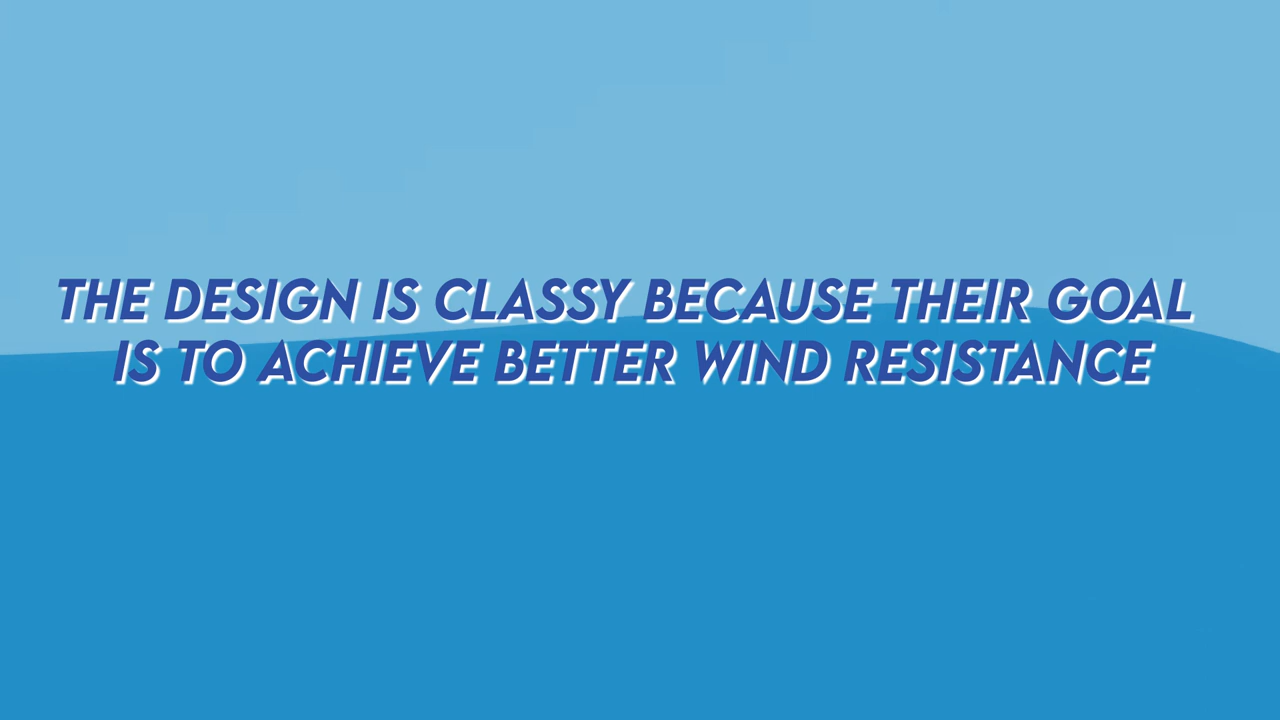 THE DESIGN IS CLASSY BECAUSE THEIR GOAL
IS TO ACHIEVE BETTER WIND RESISTANCE